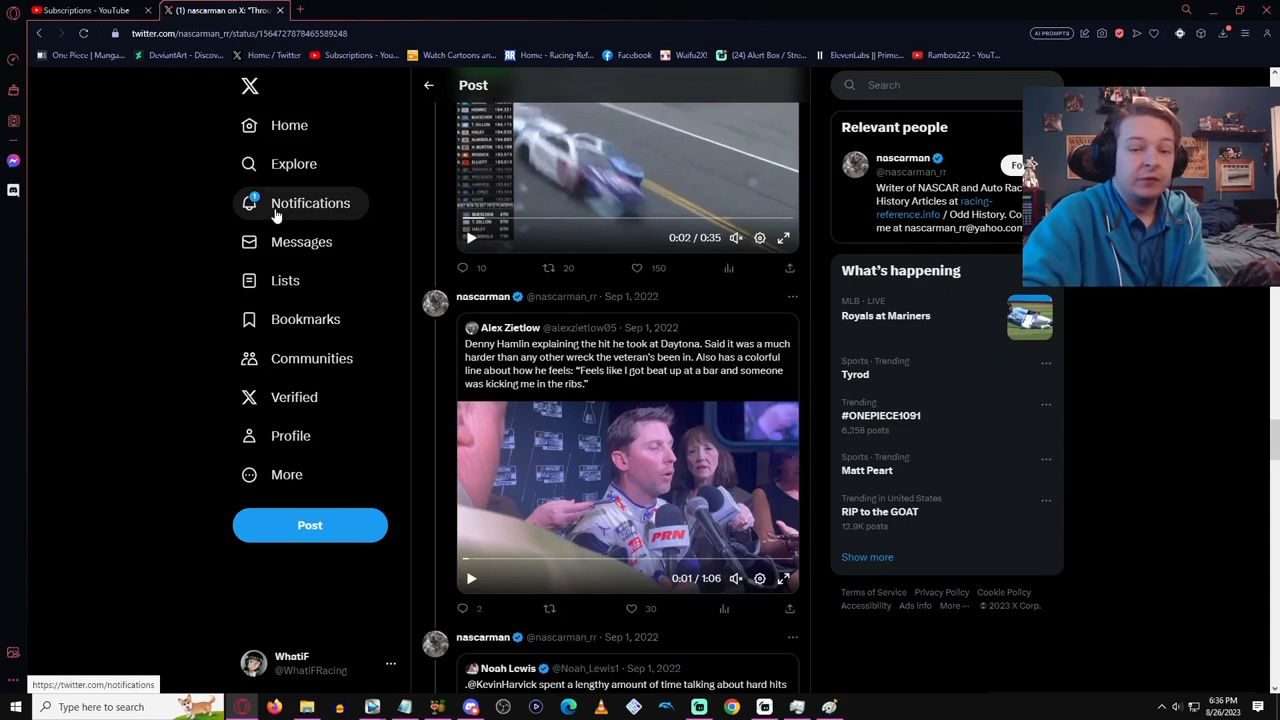 Subscriptions - YouTube
(1) nascarman on X: "Throu
twitter.com/nascarman_rr/status/1564727878465589248
AI PROMPTS
One Piece | Manga...
DeviantArt - Discov...
Home / Twitter
Subscriptions - You...
Watch Cartoons an...
Home - Racing-Ref...
Facebook
Waifu2X!
(24) Alert Box / Stre...
ElevenLabs || Prime...
Rambox222 - YouT...
Home
Explore
1
Notifications
Messages
Lists
Bookmarks
Communities
Verified
Profile
More
Post
WhatiF
@WhatiFRacing
https://twitter.com/notifications
Post
0:02 / 0:35
10
20
150
nascarman @nascarman_rr · Sep 1, 2022
Alex Zietlow @alexzietlow05 · Sep 1, 2022
Denny Hamlin explaining the hit he took at Daytona. Said it was a much
harder than any other wreck the veteran's been in. Also has a colorful
line about how he feels: “Feels like I got beat up at a bar and someone
was kicking me in the ribs.”
PRN
0:01 / 1:06
2
30
nascarman @nascarman_rr · Sep 1, 2022
Noah Lewis @Noah_Lewis1 · Sep 1, 2022
.@KevinHarvick spent a lengthy amount of time talking about hard hits
Search
Relevant people
nascarman
@nascarman_rr
Fo
Writer of NASCAR and Auto Rac
History Articles at racing-
reference.info / Odd History. Co
me at nascarman_rr@yahoo.com
What's happening
MLB · LIVE
Royals at Mariners
Sports · Trending
Tyrod
Trending
#ONEPIECE1091
6,258 posts
Sports · Trending
Matt Peart
Trending in United States
RIP to the GOAT
12.9K posts
Show more
Terms of Service Privacy Policy Cookie Policy
Accessibility Ads info More ··· © 2023 X Corp.
Type here to search
6:36 PM
8/26/2023